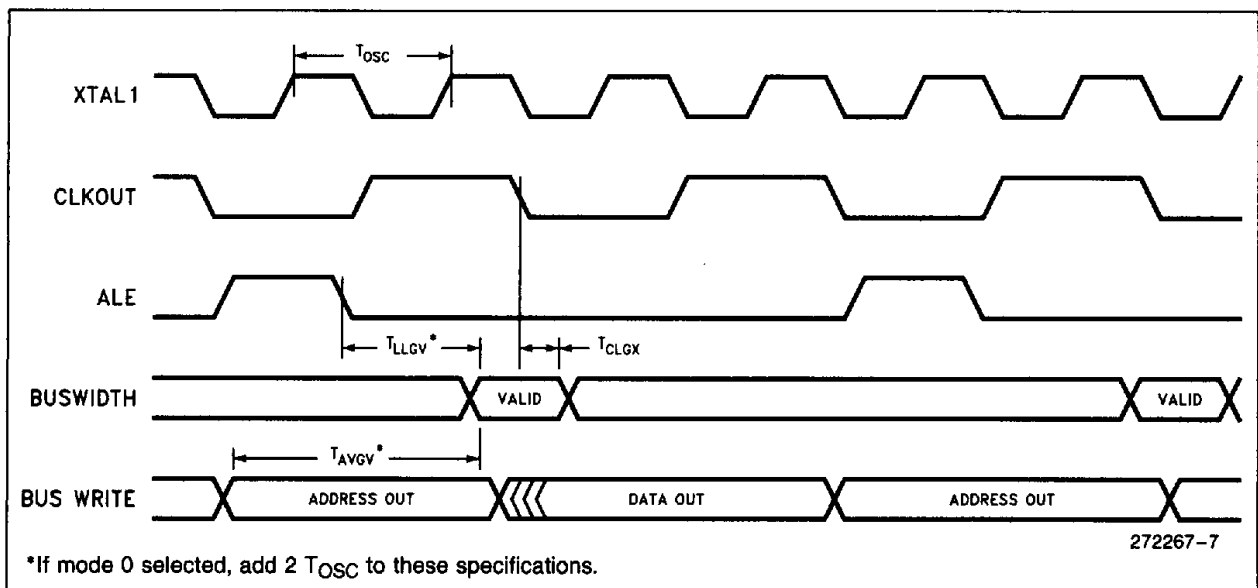 T_OSC
XTAL1
CLKOUT
ALE
T_LLGV*
T_CLGX
BUSWIDTH
VALID
VALID
T_AVGV*
BUS WRITE
ADDRESS OUT
DATA OUT
ADDRESS OUT
272267-7
*If mode 0 selected, add 2 T_OSC to these specifications.